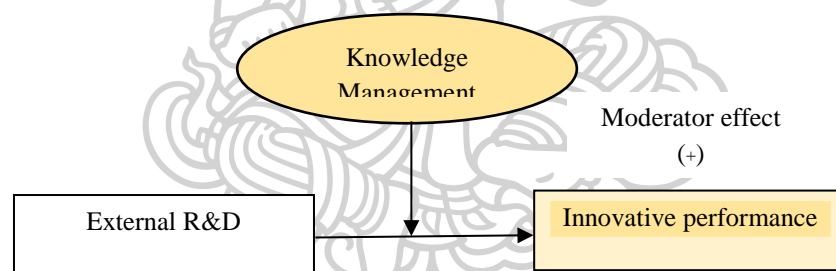 Knowledge
Management
Moderator effect
(+)
External R&D
Innovative performance